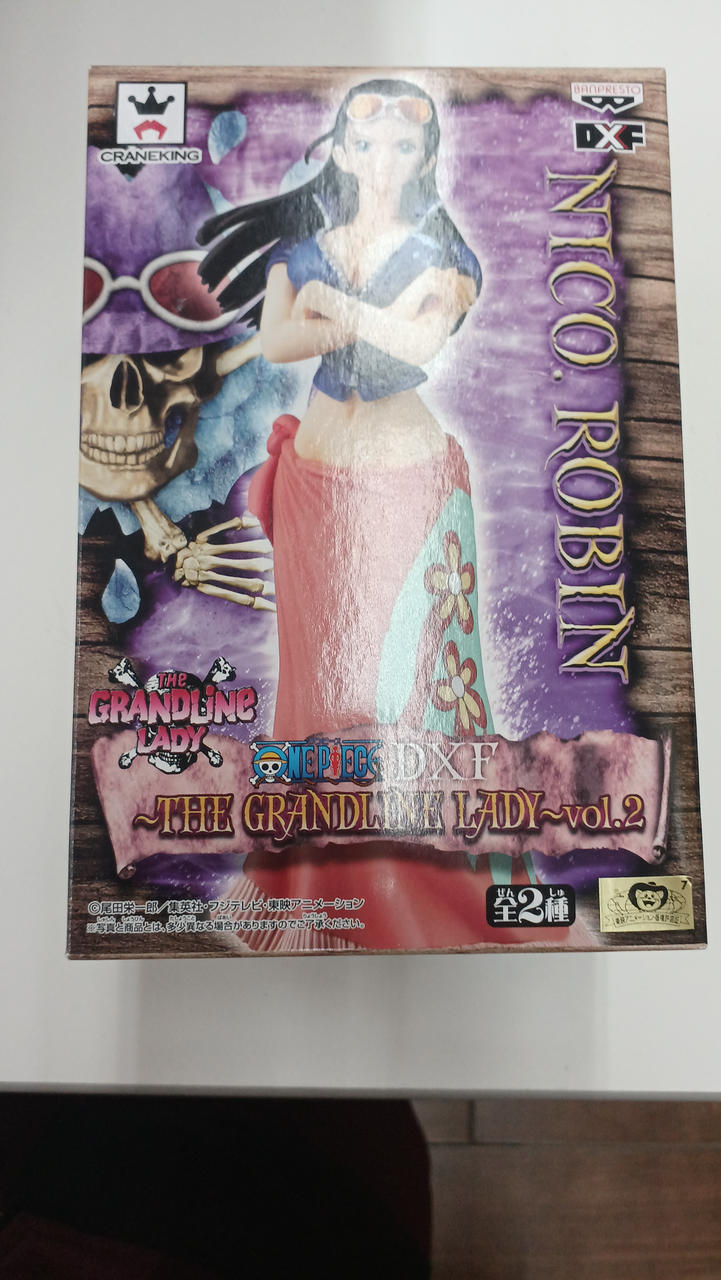 CRANEKING
BANPRESTO
DXF
NICO. ROBIN
THE
GRANDLINE
LADY
ONE PIECE DXF
~THE GRANDLINE LADY~vol.2
©尾田栄一郎/集英社・フジテレビ・東映アニメーション
※写真と商品とは、多少異なる場合がありますのでご了承ください。
全2種
7